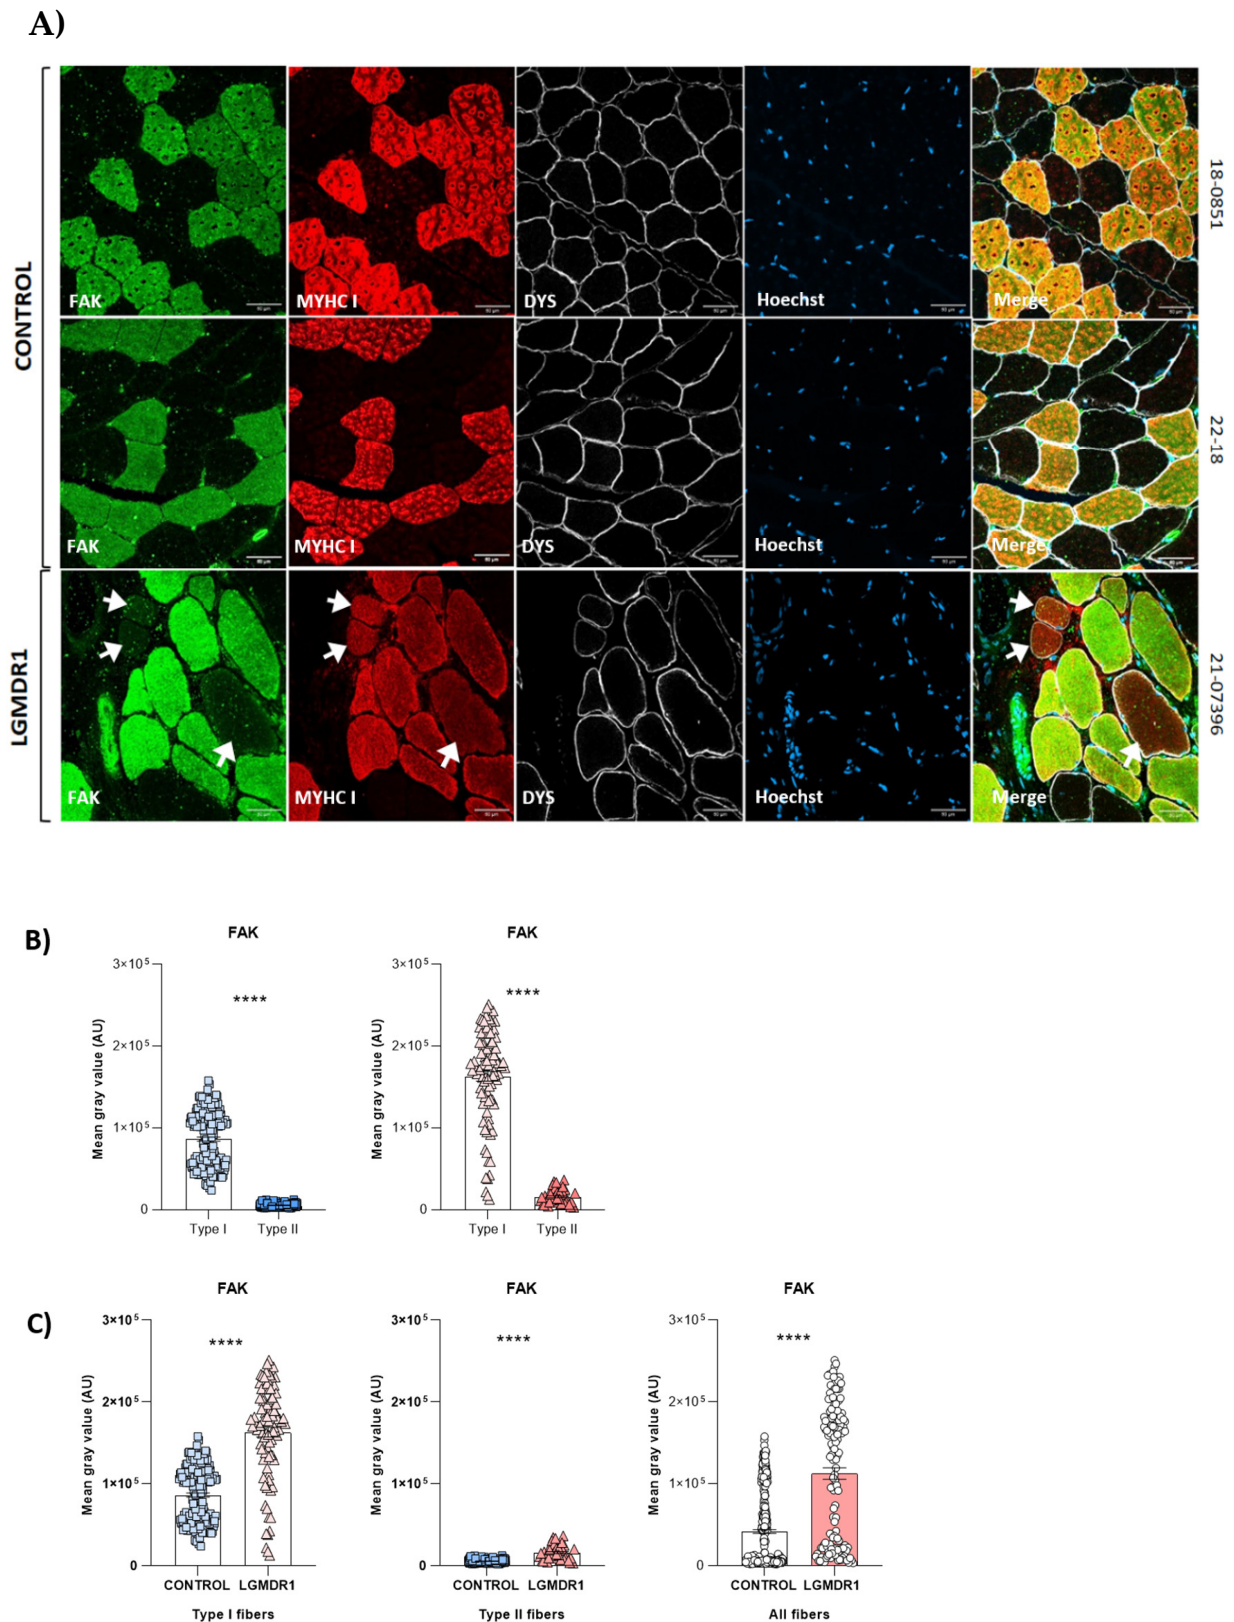 A)
CONTROL
LGMDR1
FAK
MYHC I
DYS
Hoechst
Merge
18-0851
FAK
MYHC I
DYS
Hoechst
Merge
22-18
FAK
MYHC I
DYS
Hoechst
Merge
21-07396
B)
FAK
Mean gray value (AU)
3×10⁵
2×10⁵
1×10⁵
0
****
Type I Type II
FAK
Mean gray value (AU)
3×10⁵
2×10⁵
1×10⁵
0
****
Type I Type II
C)
FAK
Mean gray value (AU)
3×10⁵
2×10⁵
1×10⁵
0
****
CONTROL LGMDR1
Type I fibers
FAK
Mean gray value (AU)
3×10⁵
2×10⁵
1×10⁵
0
****
CONTROL LGMDR1
Type II fibers
FAK
Mean gray value (AU)
3×10⁵
2×10⁵
1×10⁵
0
****
CONTROL LGMDR1
All fibers